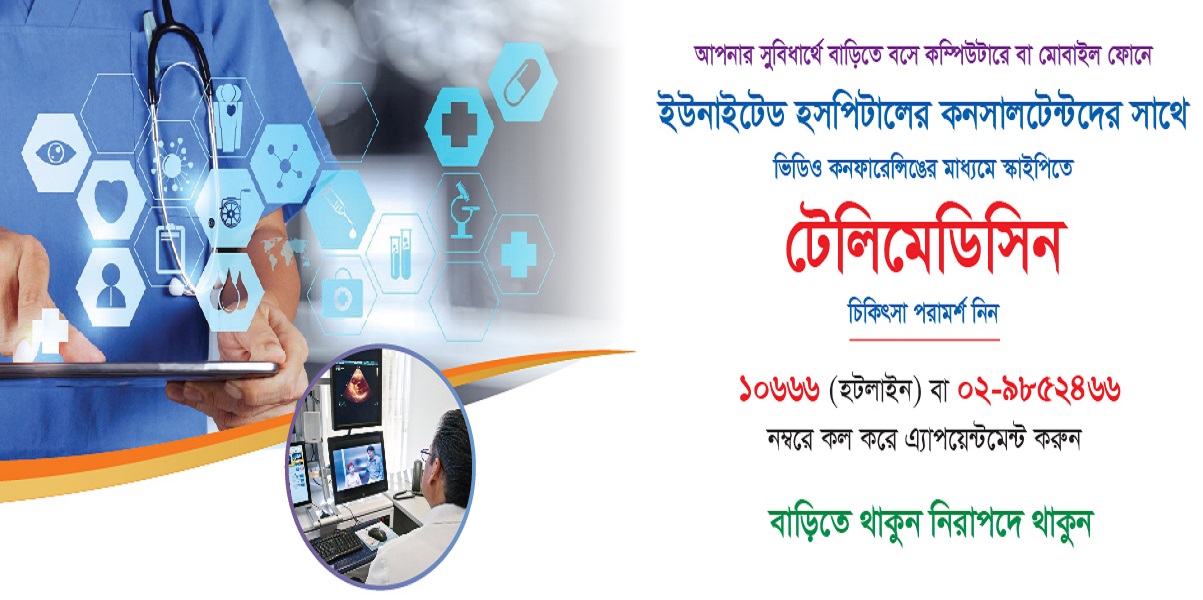 আপনার সুবিধার্থে বাড়িতে বসে কম্পিউটারে বা মোবাইল ফোনে
ইউনাইটেড হসপিটালের কনসালটেন্টদের সাথে
ভিডিও কনফারেন্সিঙের মাধ্যমে স্কাইপিতে
টেলিমেডিসিন
চিকিৎসা পরামর্শ নিন
১০৬৬৬ (হটলাইন) বা ০২-৯৮৫২৪৬৬
নম্বরে কল করে এ্যাপয়েন্টমেন্ট করুন
বাড়িতে থাকুন নিরাপদে থাকুন